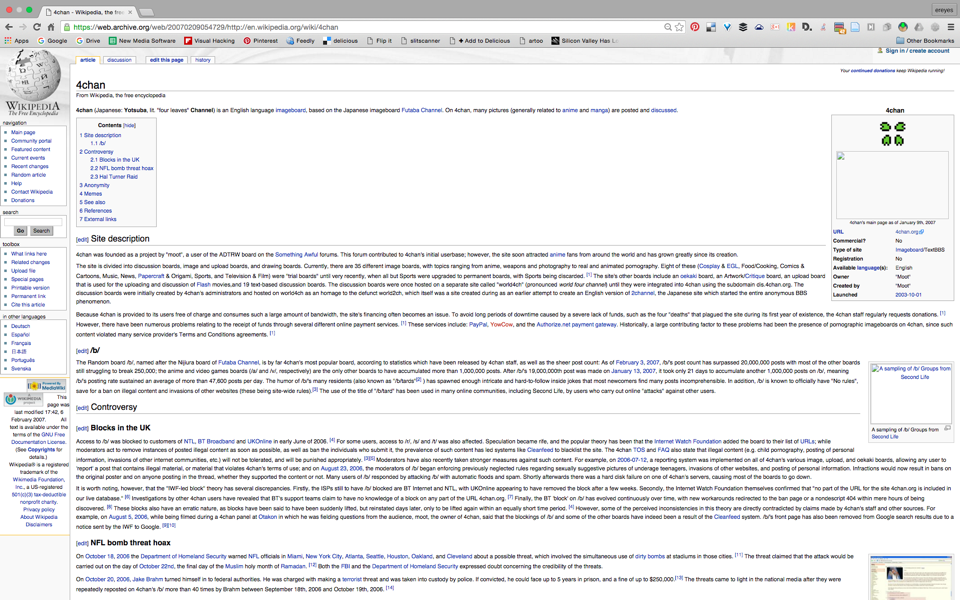 4chan - Wikipedia, the free
ereyes
https://web.archive.org/web/20070209054729/http://en.wikipedia.org/wiki/4chan
Apps Google Drive New Media Software Visual Hacking Pinterest Feedly delicious Flip it slitscanner + Add to Delicious artoo Silicon Valley Has L Other Bookmarks
Sign in / create account
article discussion edit this page history
Your continued donations keep Wikipedia running!
4chan
From Wikipedia, the free encyclopedia
4chan (Japanese: Yotsuba, lit. "four leaves" Channel) is an English language imageboard, based on the Japanese imageboard Futaba Channel. On 4chan, many pictures (generally related to anime and manga) are posted and discussed.
WIKIPEDIA
The Free Encyclopedia
navigation
Main page
Community portal
Featured content
Current events
Recent changes
Random article
Help
Contact Wikipedia
Donations
search
Go Search
toolbox
What links here
Related changes
Upload file
Special pages
Printable version
Permanent link
Cite this article
in other languages
Deutsch
Español
Français
日本語
Português
Svenska
Powered By MediaWiki
WIKIMEDIA project
This page was last modified 17:42, 6 February 2007. All text is available under the terms of the GNU Free Documentation License. (See Copyrights for details.)
Wikipedia® is a registered trademark of the Wikimedia Foundation, Inc., a US-registered 501(c)(3) tax-deductible nonprofit charity.
Privacy policy
About Wikipedia
Disclaimers
Contents [hide]
1 Site description
1.1 /b/
2 Controversy
2.1 Blocks in the UK
2.2 NFL bomb threat hoax
2.3 Hal Turner Raid
3 Anonymity
4 Memes
5 See also
6 References
7 External links
4chan
4chan's main page as of January 9th, 2007
URL 4chan.org
Commercial? No
Type of site Imageboard/TextBBS
Registration No
Available language(s): English
Owner "Moot"
Created by "Moot"
Launched 2003-10-01
[edit] Site description
4chan was founded as a project by "moot", a user of the ADTRW board on the Something Awful forums. This forum contributed to 4chan's initial userbase; however, the site soon attracted anime fans from around the world and has grown greatly since its creation.
The site is divided into discussion boards, image and upload boards, and drawing boards. Currently, there are 35 different image boards, with topics ranging from anime, weapons and photography to real and animated pornography. Eight of these (Cosplay & EGL, Food/Cooking, Comics &
Cartoons, Music, News, Papercraft & Origami, Sports, and Television & Film) were "trial boards" until very recently, when all but Sports were upgraded to permanent boards, with Sports being discarded. [1] The site's other boards include an oekaki board, an Artwork/Critique board, an upload board
that is used for the uploading and discussion of Flash movies,and 19 text-based discussion boards. The discussion boards were once hosted on a separate site called "world4ch" (pronounced world four channel) until they were integrated into 4chan using the subdomain dis.4chan.org. The
discussion boards were initially created by 4chan's administrators and hosted on world4ch as an homage to the defunct world2ch, which itself was a site created during as an earlier attempt to create an English version of 2channel, the Japanese site which started the entire anonymous BBS
phenomenon.
Because 4chan is provided to its users free of charge and consumes such a large amount of bandwidth, the site's financing often becomes an issue. To avoid long periods of downtime caused by a severe lack of funds, such as the four "deaths" that plagued the site during its first year of existence, the 4chan staff regularly requests donations. [1]
However, there have been numerous problems relating to the receipt of funds through several different online payment services. [1] These services include: PayPal, YowCow, and the Authorize.net payment gateway. Historically, a large contributing factor to these problems had been the presence of pornographic imageboards on 4chan, since such
content violated many service provider's Terms and Conditions agreements. [1]
[edit] /b/
The Random board /b/, named after the Nijiura board of Futaba Channel, is by far 4chan's most popular board, according to statistics which have been released by 4chan staff, as well as the sheer post count: As of February 3, 2007, /b/'s post count has surpassed 20,000,000 posts with most of the other boards
still struggling to break 250,000; the anime and video games boards (/a/ and /v/, respectively) are the only other boards to have accumulated more than 1,000,000 posts. After /b/'s 19,000,000th post was made on January 13, 2007, it took only 21 days to accumulate another 1,000,000 posts on /b/, meaning
/b/'s posting rate sustained an average of more than 47,600 posts per day. The humor of /b/'s many residents (also known as "/b/tards"[2] ) has spawned enough intricate and hard-to-follow inside jokes that most newcomers find many posts incomprehensible. In addition, /b/ is known to officially have "No rules",
save for a ban on illegal content and invasions of other websites (these being site-wide rules).[3] The use of the title of "/b/tard" has been used in many other online communities, including Second Life, by users who carry out online "attacks" against other users.
A sampling of /b/ Groups from Second Life
A sampling of /b/ Groups from Second Life
[edit] Controversy
[edit] Blocks in the UK
Access to /b/ was blocked to customers of NTL, BT Broadband and UKOnline in early June of 2006. [4] For some users, access to /r/, /s/ and /t/ was also affected. Speculation became rife, and the popular theory has been that the Internet Watch Foundation added the board to their list of URLs; while
moderators act to remove instances of posted illegal content as soon as possible, as well as ban the individuals who submit it, the prevalence of such content has led systems like Cleanfeed to blacklist the site. The 4chan TOS and FAQ also state that illegal content (e.g. child pornography, posting of personal
information, invasions of other internet communities, etc.) will not be tolerated, and will be punished appropriately. [3][5] Moderators have also recently taken stronger measures against such content. For example, on 2006-07-12, a reporting system was implemented on all of 4chan's various image, upload, and oekaki boards, allowing any user to
'report' a post that contains illegal material, or material that violates 4chan's terms of use; and on August 23, 2006, the moderators of /b/ began enforcing previously neglected rules regarding sexually suggestive pictures of underage teenagers, invasions of other websites, and posting of personal information. Infractions would now result in bans on
the original poster and on anyone posting in the thread, whether they supported the content or not. Many users of /b/ responded by attacking /b/ with automatic floods and spam. Shortly afterwards there was a hard disk failure on one of 4chan's servers, causing most of the boards to go down.
It is worth noting, however, that the "IWF-led block" theory has several discrepancies. Firstly, the ISPs still to have /b/ blocked are BT Internet and NTL, with UKOnline appearing to have removed the block after a few weeks. Secondly, the Internet Watch Foundation themselves confirmed that "no part of the URL for the site 4chan.org is included in
our live database." [6] Investigations by other 4chan users have revealed that BT's support teams claim to have no knowledge of a block on any part of the URL 4chan.org. [7] Finally, the BT 'block' on /b/ has evolved continuously over time, with new workarounds redirected to the ban page or a nondescript 404 within mere hours of being
discovered. [8] These blocks also have an erratic nature, as blocks have been said to have been suddenly lifted, but reinstated days later, only to be lifted again within an equally short time period. [4] However, some of the perceived inconsistencies in this theory are directly contradicted by claims made by 4chan's staff and other sources. For
example, on August 5, 2006, while being filmed during a 4chan panel at Otakon in which he was fielding questions from the audience, moot, the owner of 4chan, said that the blockings of /b/ and some of the other boards have indeed been a result of the Cleanfeed system. /b/'s front page has also been removed from Google search results due to a
notice sent by the IWF to Google. [9][10]
[edit] NFL bomb threat hoax
On October 18, 2006 the Department of Homeland Security warned NFL officials in Miami, New York City, Atlanta, Seattle, Houston, Oakland, and Cleveland about a possible threat, which involved the simultaneous use of dirty bombs at stadiums in those cities. [11] The threat claimed that the attack would be
carried out on the day of October 22nd, the final day of the Muslim holy month of Ramadan. [12] Both the FBI and the Department of Homeland Security expressed doubt concerning the credibility of the threats.
On October 20, 2006, Jake Brahm turned himself in to federal authorities. He was charged with making a terrorist threat and was taken into custody by police. If convicted, he could face up to 5 years in prison, and a fine of up to $250,000.[13] The threats came to light in the national media after they were
repeatedly reposted on 4chan's /b/ more than 40 times by Brahm between September 18th, 2006 and October 19th, 2006. [14]